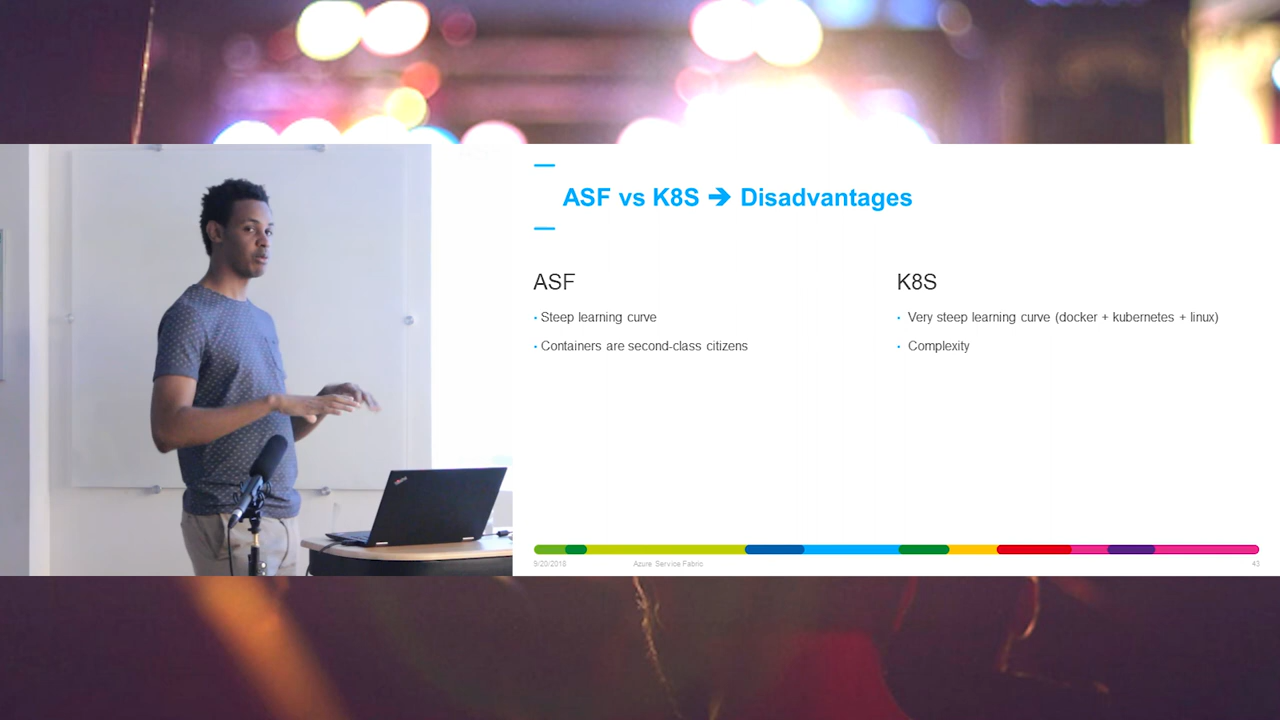 ASF vs K8S ➔ Disadvantages
ASF
• Steep learning curve
• Containers are second-class citizens
K8S
• Very steep learning curve (docker + kubernetes + linux)
• Complexity
9/20/2018
Azure Service Fabric
43